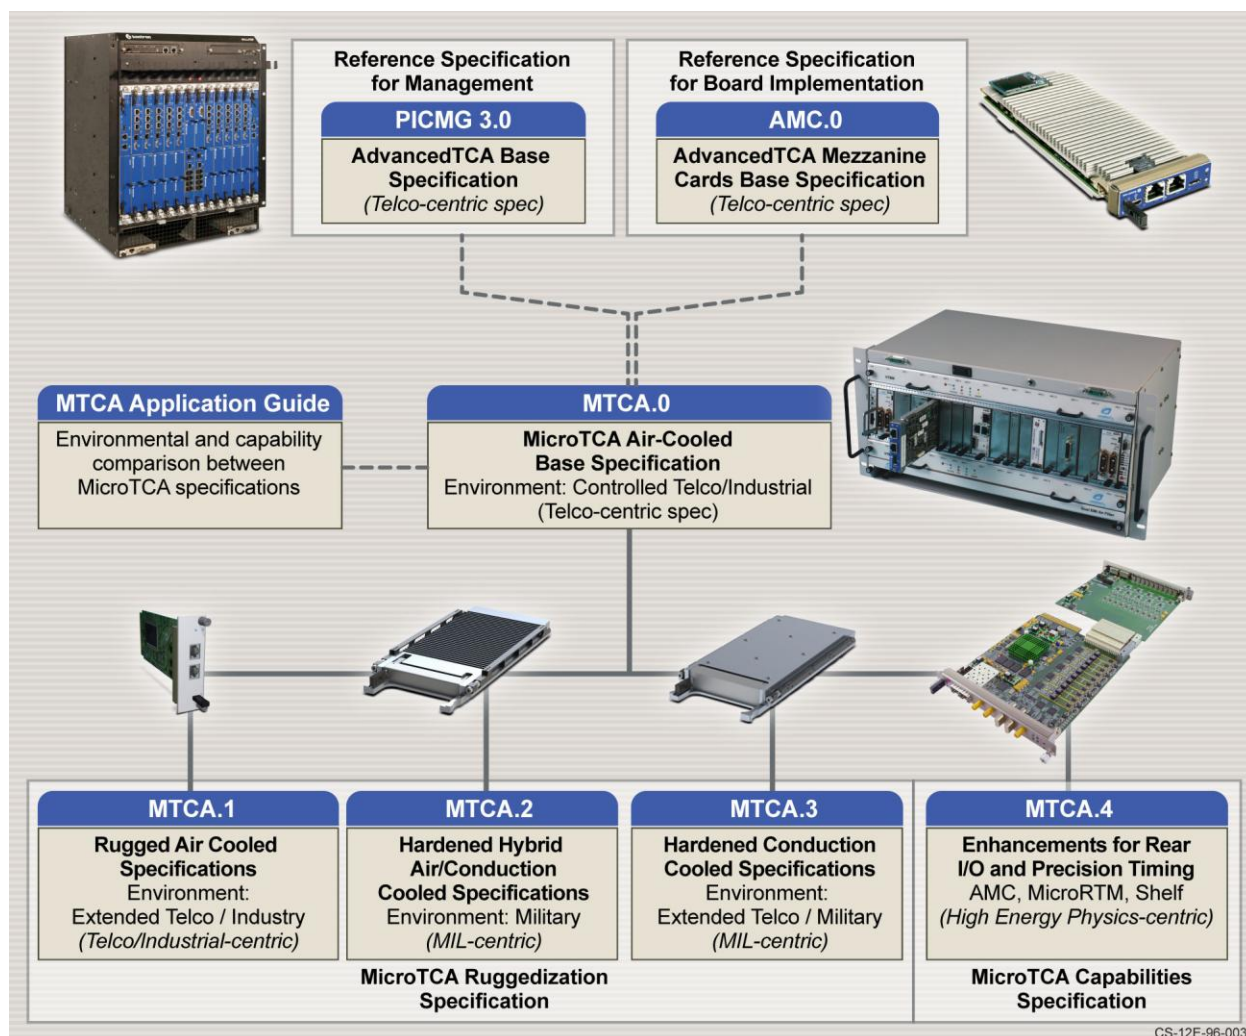 Reference Specification
for Management
PICMG 3.0
AdvancedTCA Base
Specification
(Telco-centric spec)
Reference Specification
for Board Implementation
AMC.0
AdvancedTCA Mezzanine
Cards Base Specification
(Telco-centric spec)
MTCA Application Guide
Environmental and capability
comparison between
MicroTCA specifications
MTCA.0
MicroTCA Air-Cooled
Base Specification
Environment: Controlled Telco/Industrial
(Telco-centric spec)
MTCA.1
Rugged Air Cooled
Specifications
Environment:
Extended Telco / Industry
(Telco/Industrial-centric)
MTCA.2
Hardened Hybrid
Air/Conduction
Cooled Specifications
Environment: Military
(MIL-centric)
MTCA.3
Hardened Conduction
Cooled Specifications
Environment:
Extended Telco / Military
(MIL-centric)
MicroTCA Ruggedization
Specification
MTCA.4
Enhancements for Rear
I/O and Precision Timing
AMC, MicroRTM, Shelf
(High Energy Physics-centric)
MicroTCA Capabilities
Specification
CS-12E-96-003